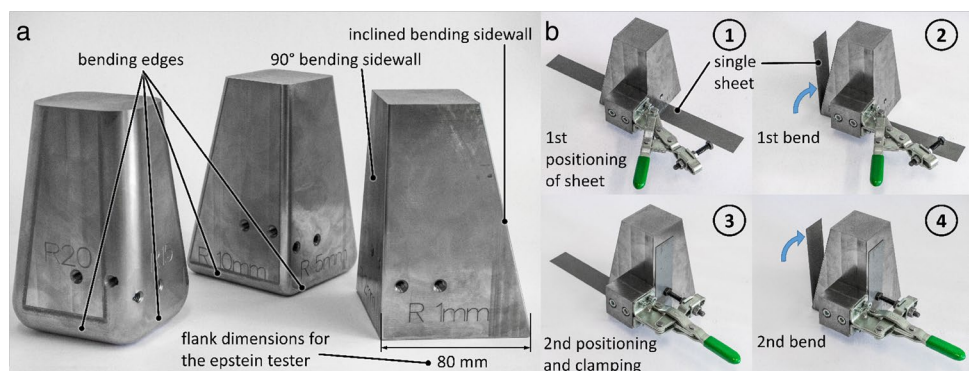 a
bending edges
90° bending sidewall
inclined bending sidewall
R20
R 10mm
R 5mm
R 1mm
flank dimensions for
the epstein tester
80 mm
b
1
single
sheet
1st
positioning
of sheet
2
1st bend
3
2nd positioning
and clamping
4
2nd bend